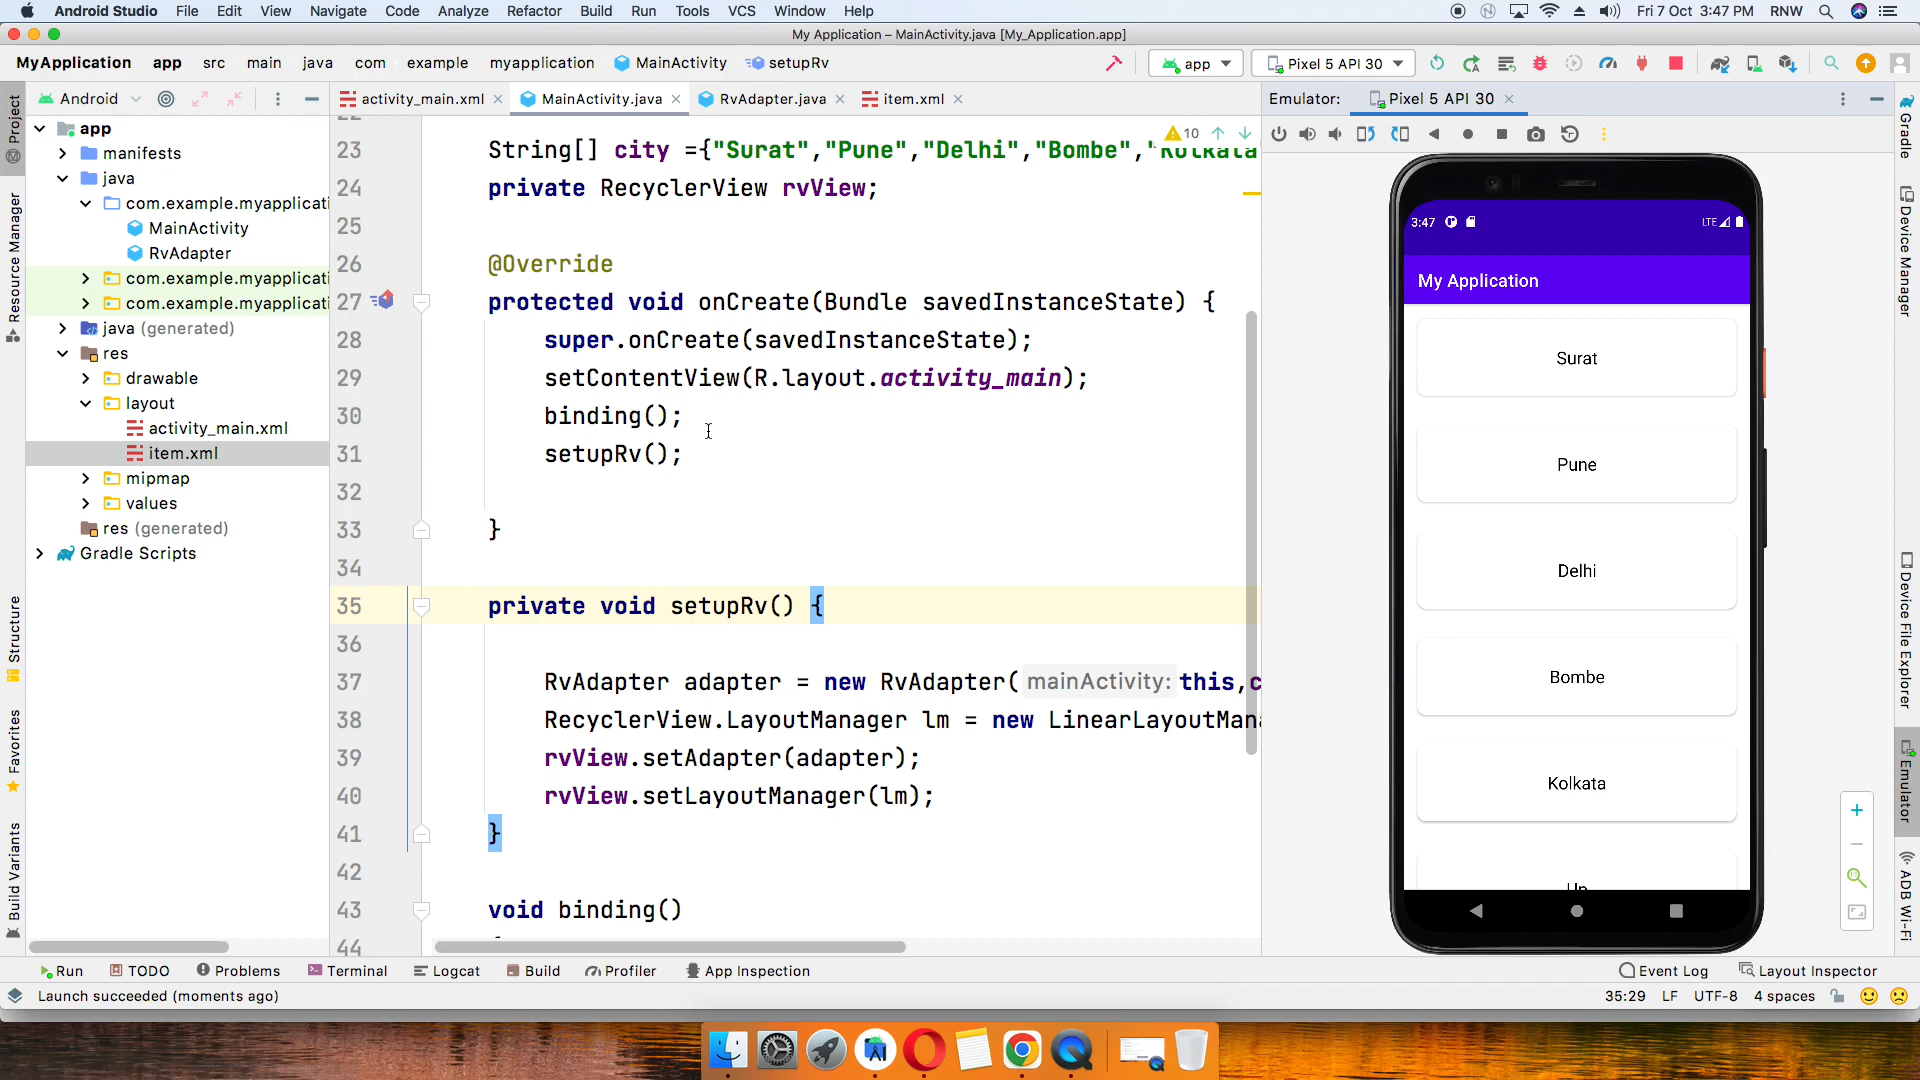 Android Studio File Edit View Navigate Code Analyze Refactor Build Run Tools VCS Window Help Fri 7 Oct 3:47 PM RNW
My Application – MainActivity.java [My_Application.app]
MyApplication app src main java com example myapplication MainActivity setupRv app Pixel 5 API 30
Android activity_main.xml MainActivity.java RvAdapter.java item.xml Emulator: Pixel 5 API 30
Project
Resource Manager
Structure
Favorites
Build Variants
app
manifests
java
com.example.myapplicati
MainActivity
RvAdapter
com.example.myapplicati
com.example.myapplicati
java (generated)
res
drawable
layout
activity_main.xml
item.xml
mipmap
values
res (generated)
Gradle Scripts
10
23 String[] city ={"Surat","Pune","Delhi","Bombe","Kolkata"
24 private RecyclerView rvView;
25
26 @Override
27 protected void onCreate(Bundle savedInstanceState) {
28 super.onCreate(savedInstanceState);
29 setContentView(R.layout.activity_main);
30 binding();
31 setupRv();
32
33 }
34
35 private void setupRv() {
36
37 RvAdapter adapter = new RvAdapter( mainActivity: this,c
38 RecyclerView.LayoutManager lm = new LinearLayoutMana
39 rvView.setAdapter(adapter);
40 rvView.setLayoutManager(lm);
41 }
42
43 void binding()
44
3:47 LTE
My Application
Surat
Pune
Delhi
Bombe
Kolkata
Gradle
Device Manager
Device File Explorer
Emulator
ADB Wi-Fi
Run TODO Problems Terminal Logcat Build Profiler App Inspection Event Log Layout Inspector
Launch succeeded (moments ago) 35:29 LF UTF-8 4 spaces